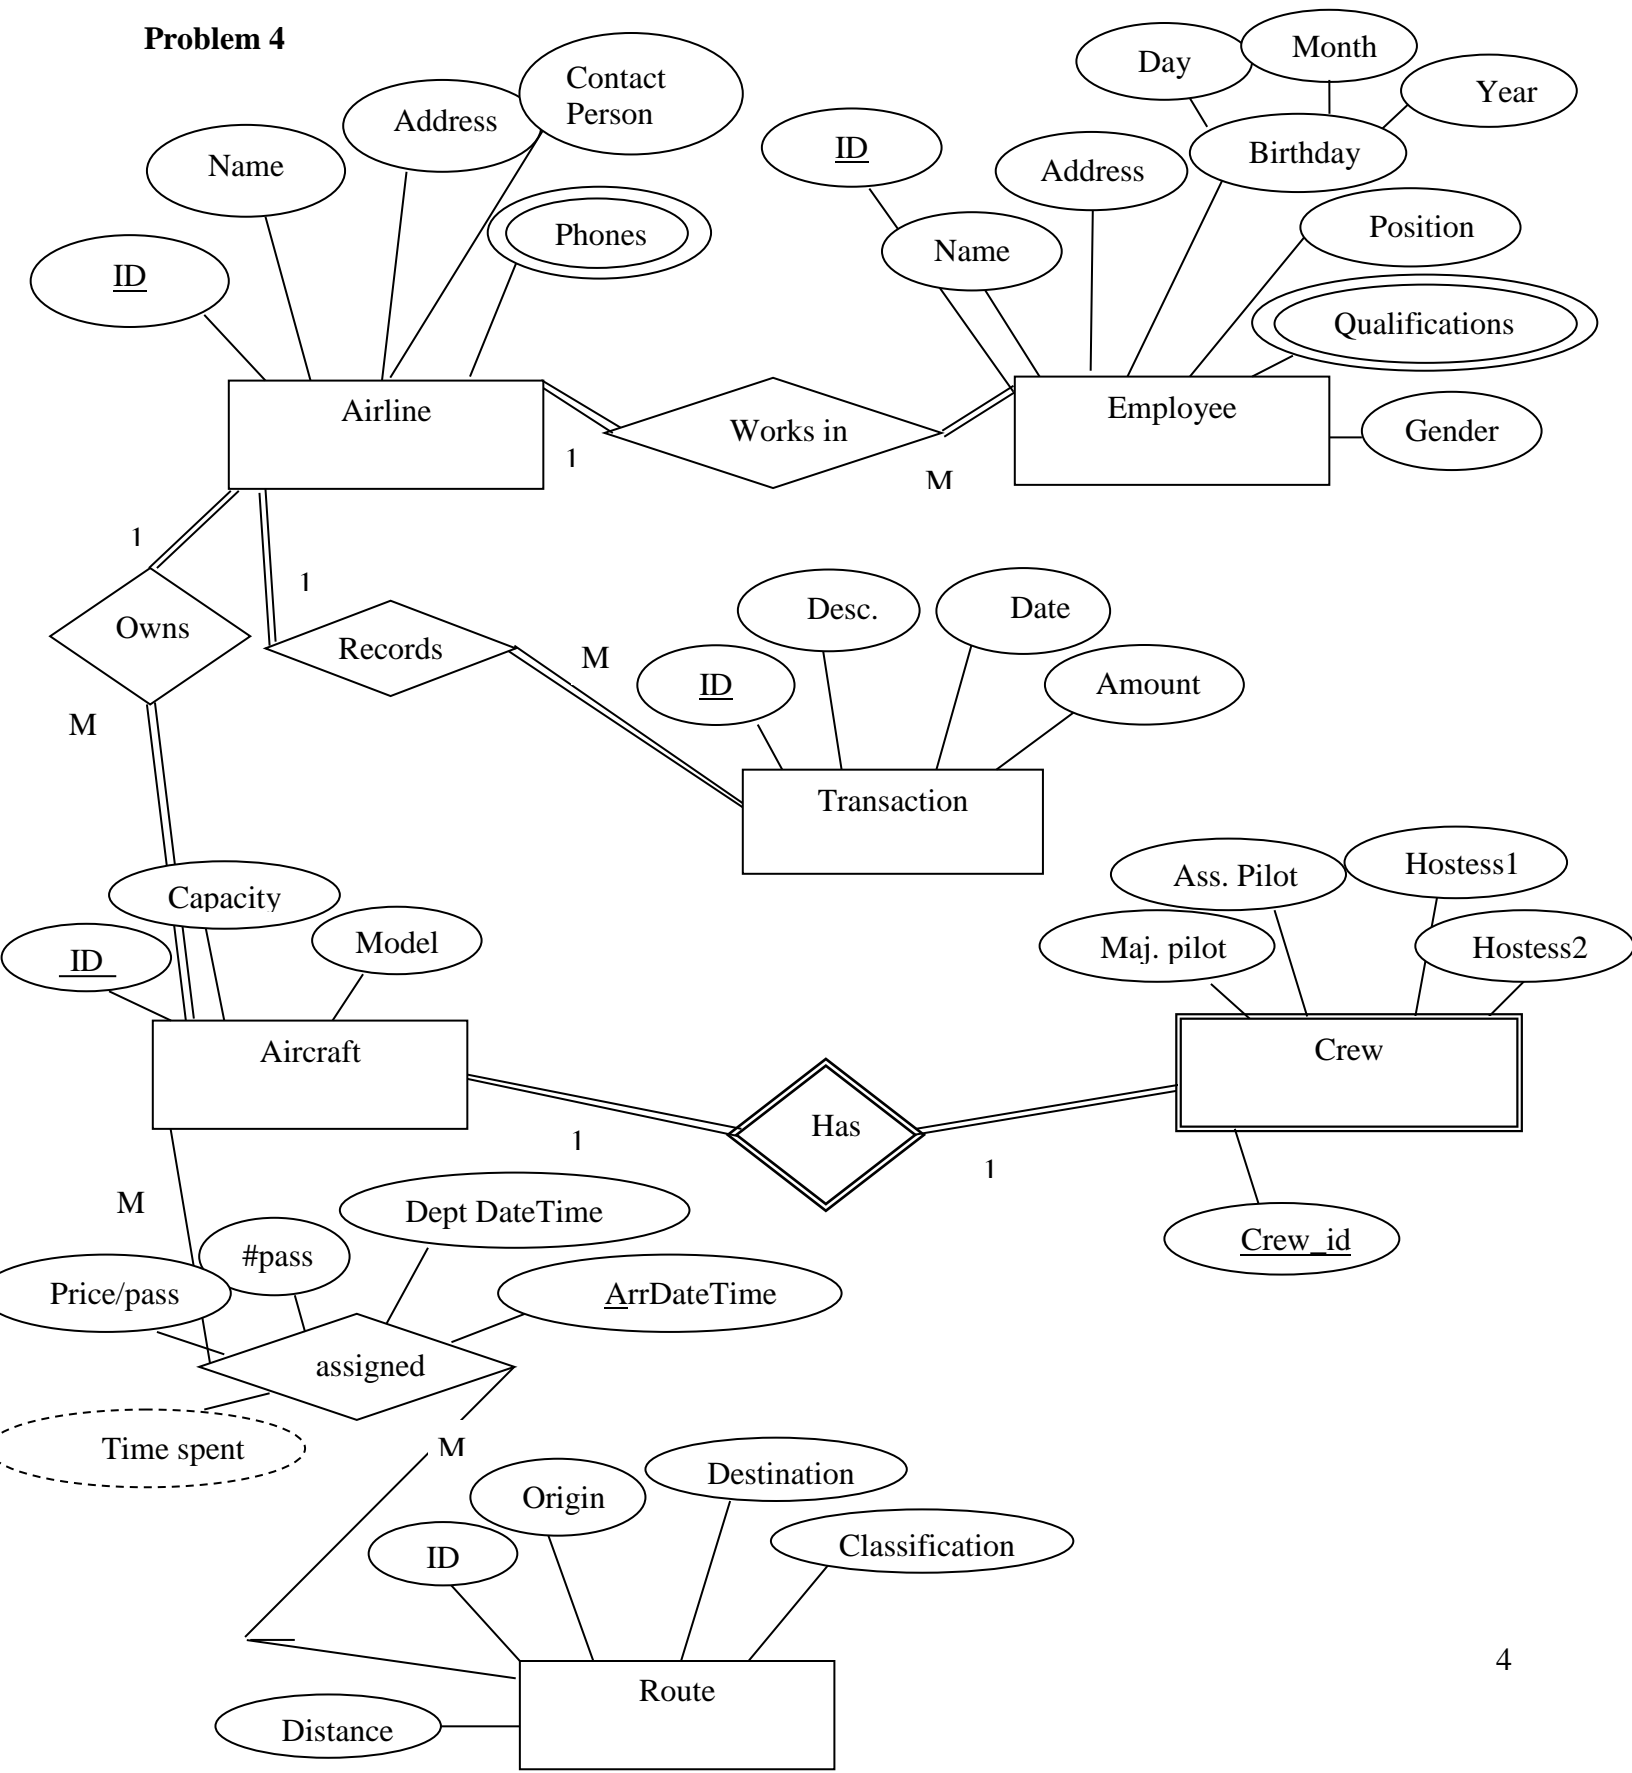 Problem 4
Contact
Person
Address
Name
ID
Phones
Day
Month
Year
ID
Address
Birthday
Name
Position
Qualifications
Gender
Airline
Works in
Employee
1
M
1
1
Owns
Records
M
M
Desc.
Date
ID
Amount
Transaction
Capacity
ID
Model
Ass. Pilot
Hostess1
Maj. pilot
Hostess2
Aircraft
Crew
Has
1
1
M
Dept DateTime
Crew_id
#pass
Price/pass
ArrDateTime
assigned
Time spent
M
Destination
Origin
ID
Classification
Route
Distance
4